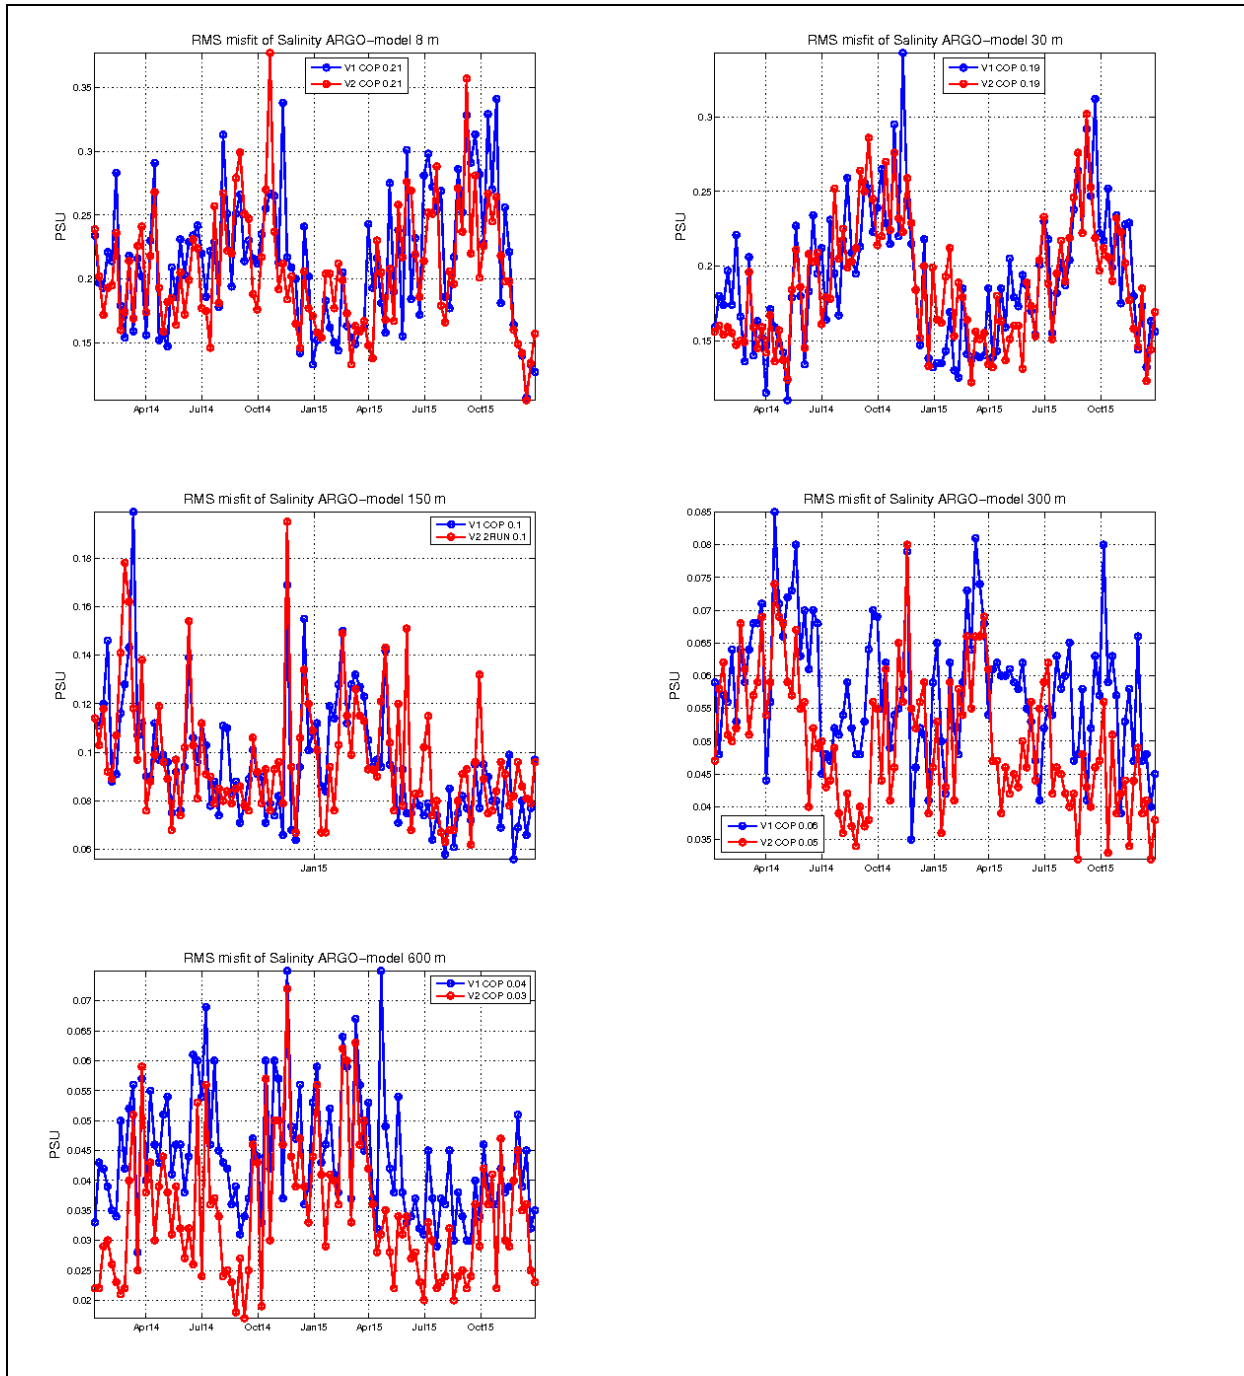 RMS misfit of Salinity ARGO-model 8 m
V1 COP 0.21
V2 COP 0.21
PSU
0.35
0.3
0.25
0.2
0.15
Apr14 Jul14 Oct14 Jan15 Apr15 Jul15 Oct15
RMS misfit of Salinity ARGO-model 30 m
V1 COP 0.19
V2 COP 0.19
PSU
0.3
0.25
0.2
0.15
Apr14 Jul14 Oct14 Jan15 Apr15 Jul15 Oct15
RMS misfit of Salinity ARGO-model 150 m
V1 COP 0.1
V2 2RUN 0.1
PSU
0.18
0.16
0.14
0.12
0.1
0.08
0.06
Jan15
RMS misfit of Salinity ARGO-model 300 m
PSU
0.085
0.08
0.075
0.07
0.065
0.06
0.055
0.05
0.045
0.04
0.035
V1 COP 0.06
V2 COP 0.05
Apr14 Jul14 Oct14 Jan15 Apr15 Jul15 Oct15
RMS misfit of Salinity ARGO-model 600 m
V1 COP 0.04
V2 COP 0.03
PSU
0.07
0.065
0.06
0.055
0.05
0.045
0.04
0.035
0.03
0.025
0.02
Apr14 Jul14 Oct14 Jan15 Apr15 Jul15 Oct15